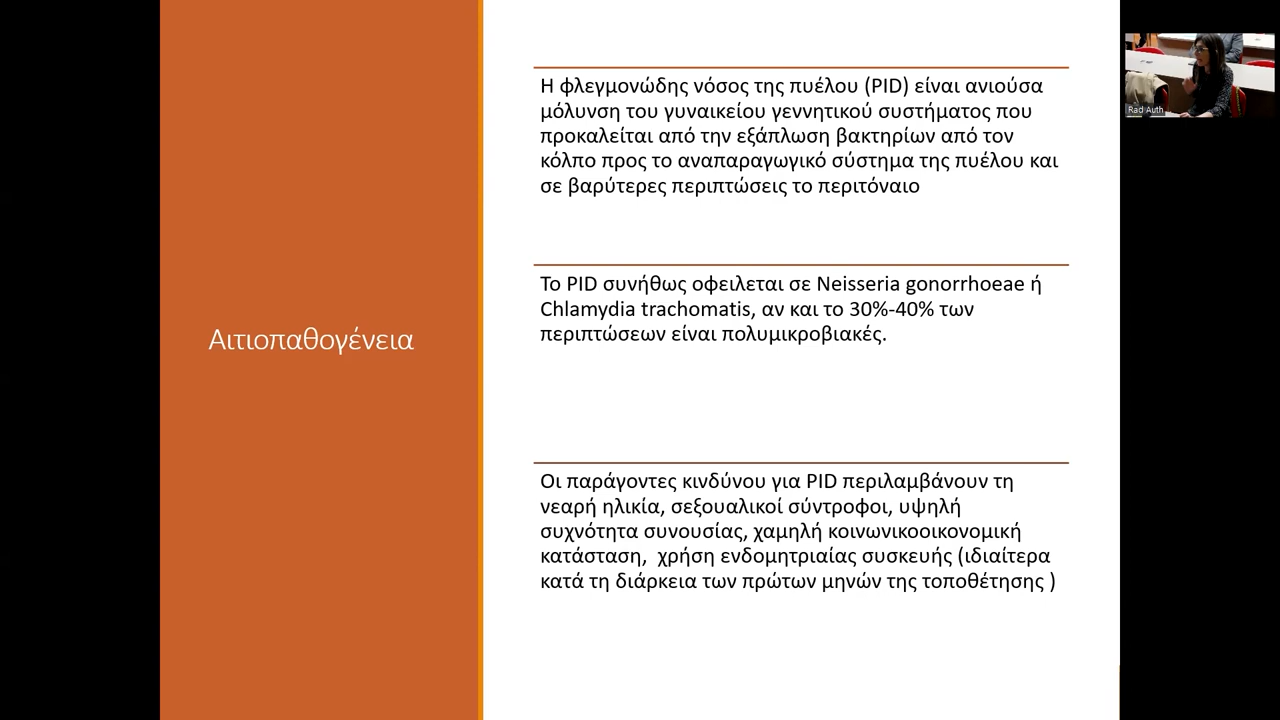 Αιτιοπαθογένεια
Η φλεγμονώδης νόσος της πυέλου (PID) είναι ανιούσα
μόλυνση του γυναικείου γεννητικού συστήματος που
προκαλείται από την εξάπλωση βακτηρίων από τον
κόλπο προς το αναπαραγωγικό σύστημα της πυέλου και
σε βαρύτερες περιπτώσεις το περιτόναιο
Το PID συνήθως οφειλεται σε Neisseria gonorrhoeae ή
Chlamydia trachomatis, αν και το 30%-40% των
περιπτώσεων είναι πολυμικροβιακές.
Οι παράγοντες κινδύνου για PID περιλαμβάνουν τη
νεαρή ηλικία, σεξουαλικοί σύντροφοι, υψηλή
συχνότητα συνουσίας, χαμηλή κοινωνικοοικονομική
κατάσταση,  χρήση ενδομητριαίας συσκευής (ιδιαίτερα
κατά τη διάρκεια των πρώτων μηνών της τοποθέτησης )
Rad Auth